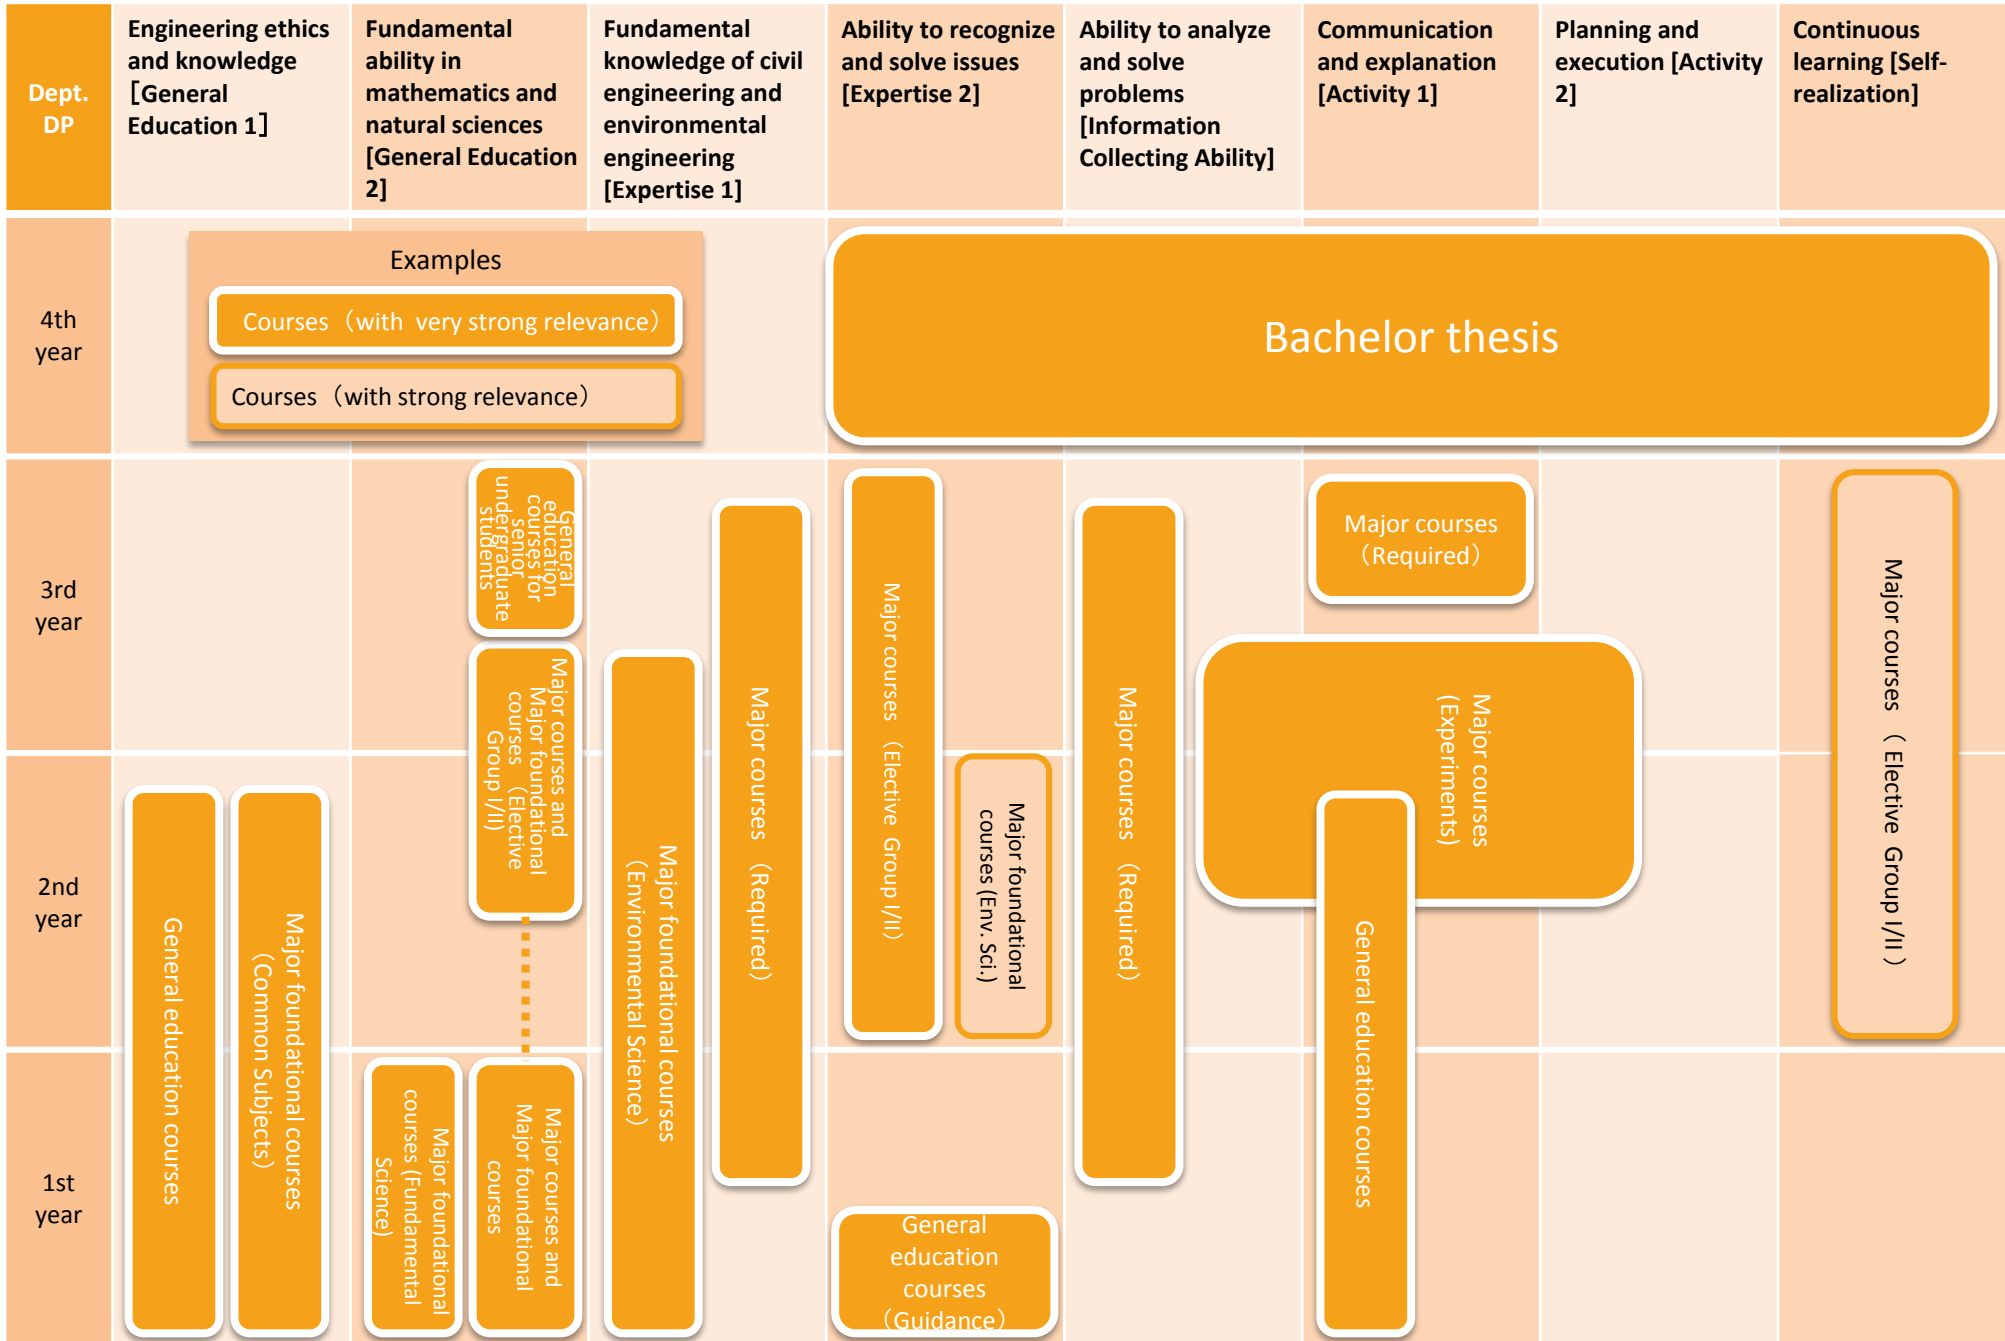 Dept.
DP
Engineering ethics
and knowledge
［General
Education 1］
Fundamental
ability in
mathematics and
natural sciences
[General Education
2]
Fundamental
knowledge of civil
engineering and
environmental
engineering
[Expertise 1]
Ability to recognize
and solve issues
[Expertise 2]
Ability to analyze
and solve
problems
[Information
Collecting Ability]
Communication
and explanation
[Activity 1]
Planning and
execution [Activity
2]
Continuous
learning [Self-
realization]
4th
year
Examples
Courses（with very strong relevance）
Courses（with strong relevance）
Bachelor thesis
3rd
year
General
education
courses for
senior
undergraduate
students
Major courses and
Major foundational
courses （Elective
Group I/II)
Major foundational courses
（Environmental Science）
Major courses （Required）
Major courses （Elective Group I/II）
Major foundational
courses (Env. Sci.)
Major courses （Required）
Major courses
（Required）
Major courses
(Experiments)
Major courses （ Elective Group I/II ）
2nd
year
General education courses
Major foundational courses
（Common Subjects）
General education courses
1st
year
Major foundational
courses (Fundamental
Science)
Major courses and
Major foundational
courses
General
education
courses
（Guidance）